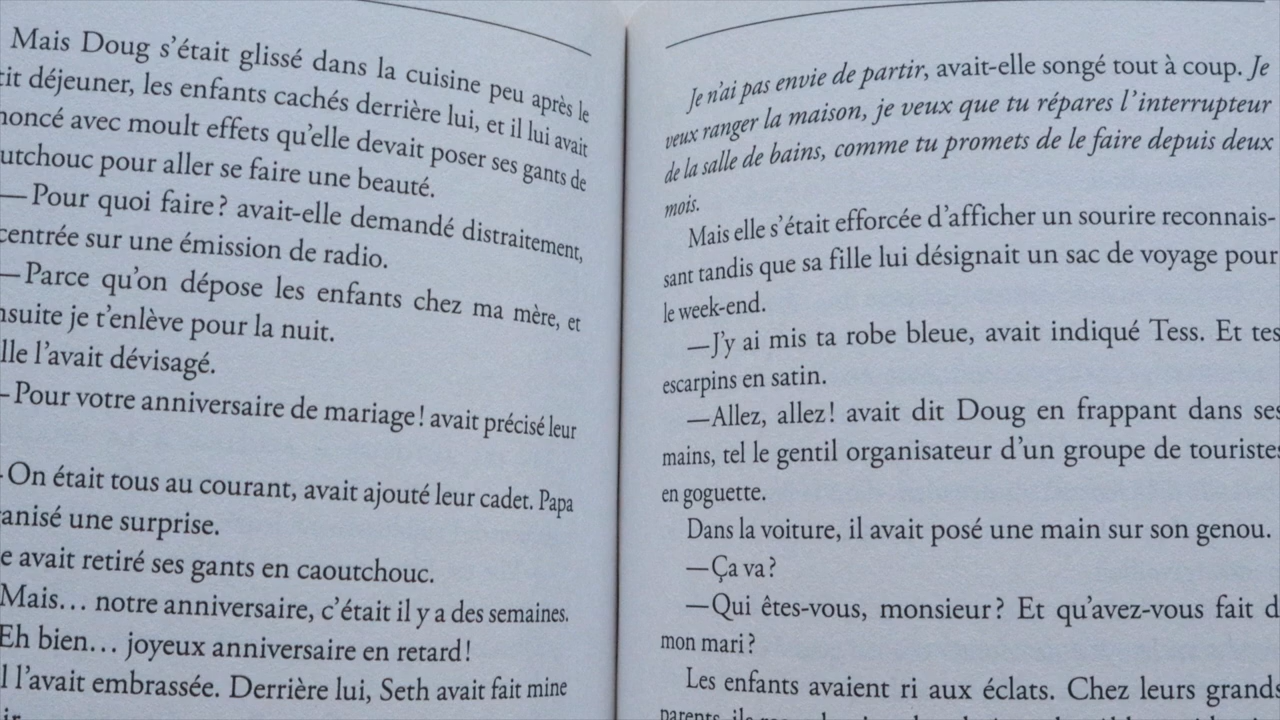 Mais Doug s'était glissé dans la cuisine peu après le
tit déjeuner, les enfants cachés derrière lui, et il lui avait
noncé avec moult effets qu'elle devait poser ses gants de
utchouc pour aller se faire une beauté.
— Pour quoi faire ? avait-elle demandé distraitement,
centrée sur une émission de radio.
— Parce qu'on dépose les enfants chez ma mère, et
nsuite je t'enlève pour la nuit.
lle l'avait dévisagé.
— Pour votre anniversaire de mariage ! avait précisé leur
- On était tous au courant, avait ajouté leur cadet. Papa
anisé une surprise.
e avait retiré ses gants en caoutchouc.
Mais… notre anniversaire, c'était il y a des semaines.
Eh bien… joyeux anniversaire en retard !
l l'avait embrassée. Derrière lui, Seth avait fait mine
ir.
Je n'ai pas envie de partir, avait-elle songé tout à coup. Je
veux ranger la maison, je veux que tu répares l'interrupteur
de la salle de bains, comme tu promets de le faire depuis deux
mois.
Mais elle s'était efforcée d'afficher un sourire reconnais-
sant tandis que sa fille lui désignait un sac de voyage pour
le week-end.
— J'y ai mis ta robe bleue, avait indiqué Tess. Et tes
escarpins en satin.
— Allez, allez ! avait dit Doug en frappant dans ses
mains, tel le gentil organisateur d'un groupe de touristes
en goguette.
Dans la voiture, il avait posé une main sur son genou.
— Ça va ?
— Qui êtes-vous, monsieur ? Et qu'avez-vous fait d
mon mari ?
Les enfants avaient ri aux éclats. Chez leurs grands
parents, ils